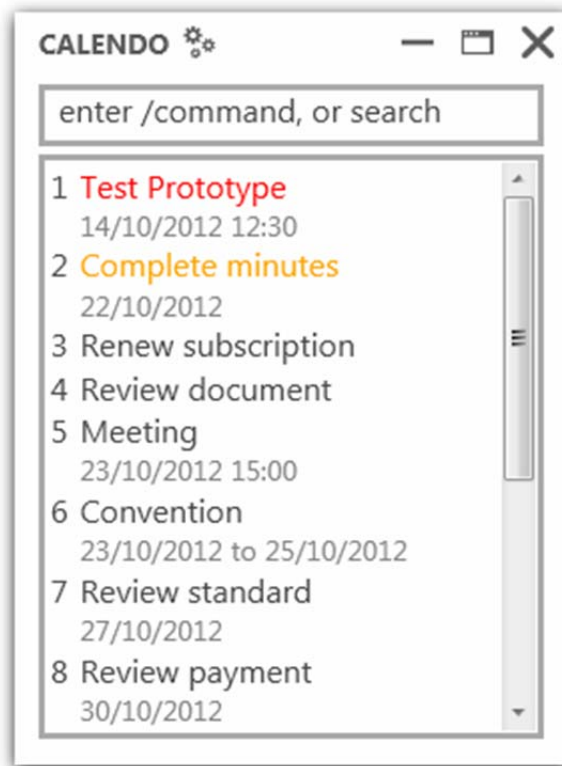 CALENDO
enter /command, or search
1 Test Prototype
14/10/2012 12:30
2 Complete minutes
22/10/2012
3 Renew subscription
4 Review document
5 Meeting
23/10/2012 15:00
6 Convention
23/10/2012 to 25/10/2012
7 Review standard
27/10/2012
8 Review payment
30/10/2012